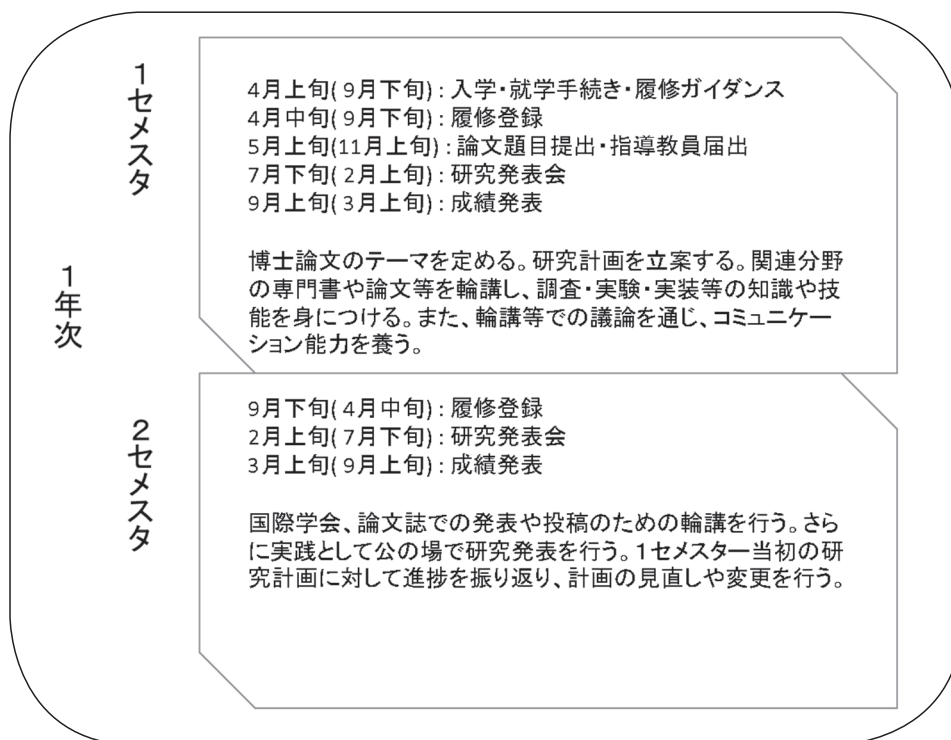 1年次
1セメスタ
4月上旬(9月下旬):入学・就学手続き・履修ガイダンス
4月中旬(9月下旬):履修登録
5月上旬(11月上旬):論文題目提出・指導教員届出
7月下旬(2月上旬):研究発表会
9月上旬(3月上旬):成績発表
博士論文のテーマを定める。研究計画を立案する。関連分野
の専門書や論文等を輪講し、調査・実験・実装等の知識や技
能を身につける。また、輪講等での議論を通じ、コミュニケー
ション能力を養う。
2セメスタ
9月下旬(4月中旬):履修登録
2月上旬(7月下旬):研究発表会
3月上旬(9月上旬):成績発表
国際学会、論文誌での発表や投稿のための輪講を行う。さら
に実践として公の場で研究発表を行う。1セメスター当初の研
究計画に対して進捗を振り返り、計画の見直しや変更を行う。